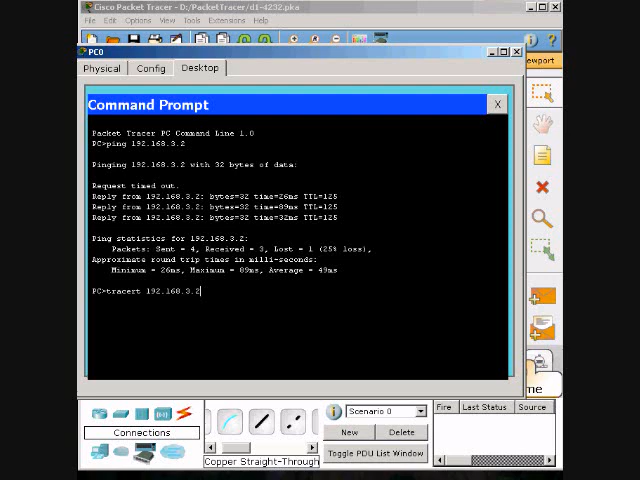 Cisco Packet Tracer - D:/PacketTracer/d1-4232.pka
File Edit Options View Tools Extensions Help
PC0
Physical Config Desktop
Command Prompt
X
Packet Tracer PC Command Line 1.0
PC>ping 192.168.3.2
Pinging 192.168.3.2 with 32 bytes of data:
Request timed out.
Reply from 192.168.3.2: bytes=32 time=26ms TTL=125
Reply from 192.168.3.2: bytes=32 time=89ms TTL=125
Reply from 192.168.3.2: bytes=32 time=32ms TTL=125
Ping statistics for 192.168.3.2:
Packets: Sent = 4, Received = 3, Lost = 1 (25% loss),
Approximate round trip times in milli-seconds:
Minimum = 26ms, Maximum = 89ms, Average = 49ms
PC>tracert 192.168.3.2
ewport
me
Connections
Copper Straight-Through
Scenario 0
New Delete
Toggle PDU List Window
Fire Last Status Source